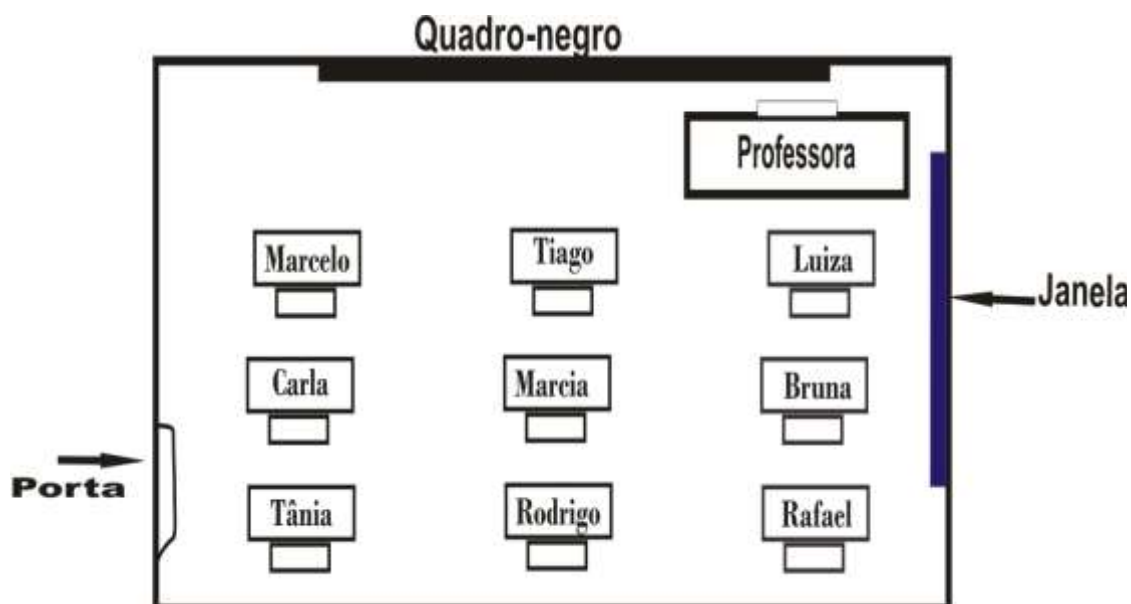 Quadro-negro
Professora
Marcelo
Tiago
Luiza
Janela
Carla
Marcia
Bruna
Porta
Tânia
Rodrigo
Rafael